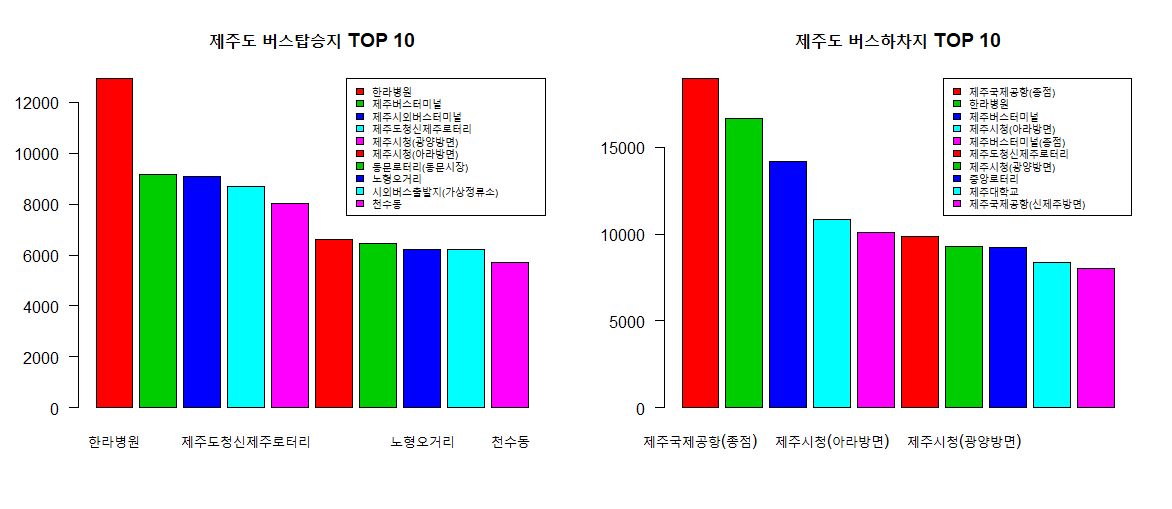 제주도 버스탑승지 TOP 10
12000
10000
8000
6000
4000
2000
0
한라병원
제주버스터미널
제주시외버스터미널
제주도청신제주로터리
제주시청(광양방면)
제주시청(아라방면)
동문로터리(동문시장)
노형오거리
시외버스출발지(가상정류소)
천수동
한라병원 제주도청신제주로터리 노형오거리 천수동
제주도 버스하차지 TOP 10
15000
10000
5000
0
제주국제공항(종점)
한라병원
제주버스터미널
제주시청(아라방면)
제주버스터미널(종점)
제주도청신제주로터리
제주시청(광양방면)
중앙로터리
제주대학교
제주국제공항(신제주방면)
제주국제공항(종점) 제주시청(아라방면) 제주시청(광양방면)